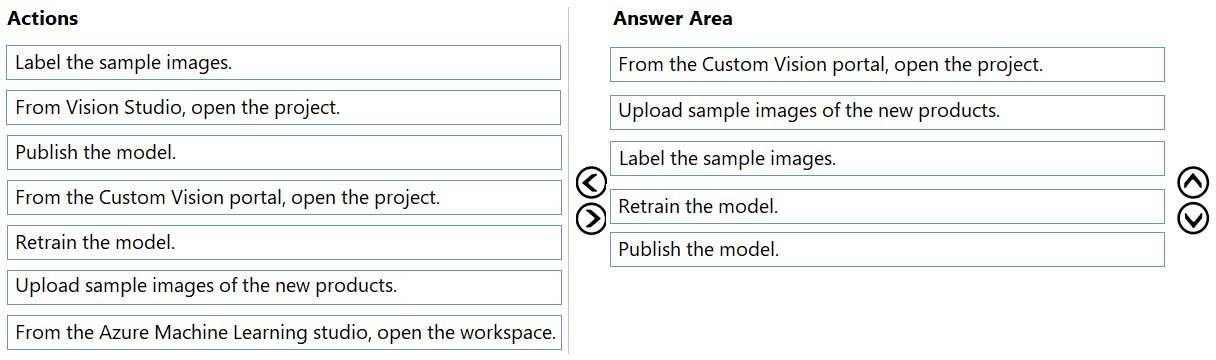 Actions
Label the sample images.
From Vision Studio, open the project.
Publish the model.
From the Custom Vision portal, open the project.
Retrain the model.
Upload sample images of the new products.
From the Azure Machine Learning studio, open the workspace.
Answer Area
From the Custom Vision portal, open the project.
Upload sample images of the new products.
Label the sample images.
Retrain the model.
Publish the model.